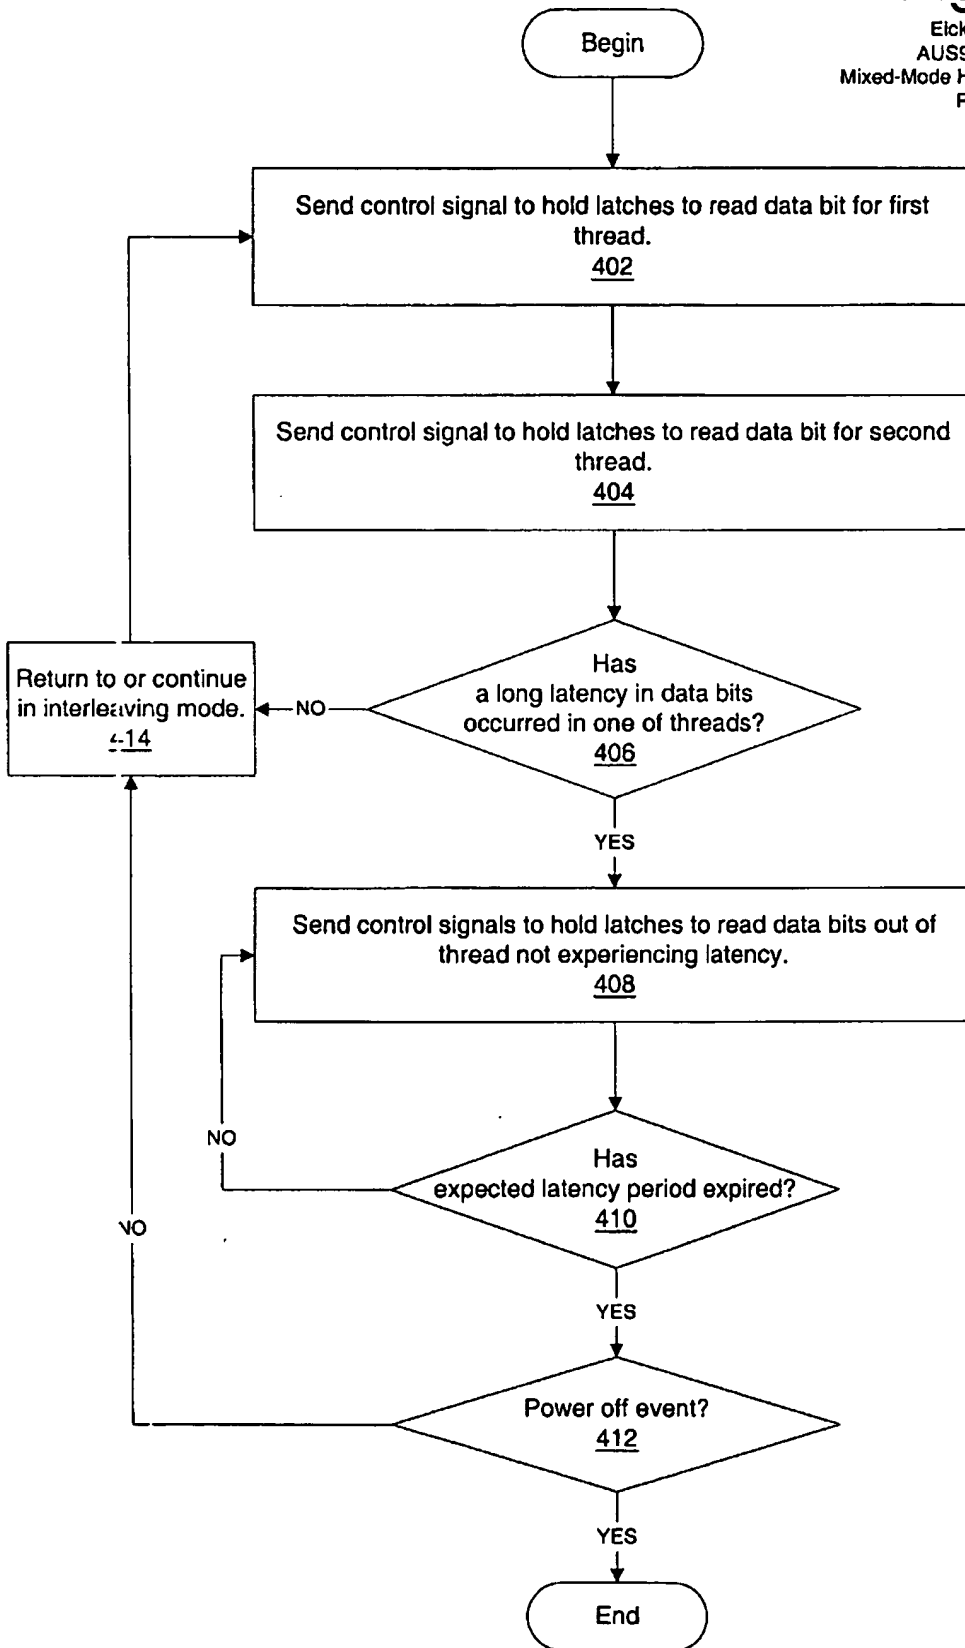 Eick
AUS9
Mixed-Mode H
Begin
Send control signal to hold latches to read data bit for first
thread.
402
Send control signal to hold latches to read data bit for second
thread.
404
Has
a long latency in data bits
occurred in one of threads?
406
NO
Return to or continue
in interleaving mode.
414
YES
Send control signals to hold latches to read data bits out of
thread not experiencing latency.
408
NO
Has
expected latency period expired?
410
NO
YES
Power off event?
412
YES
End